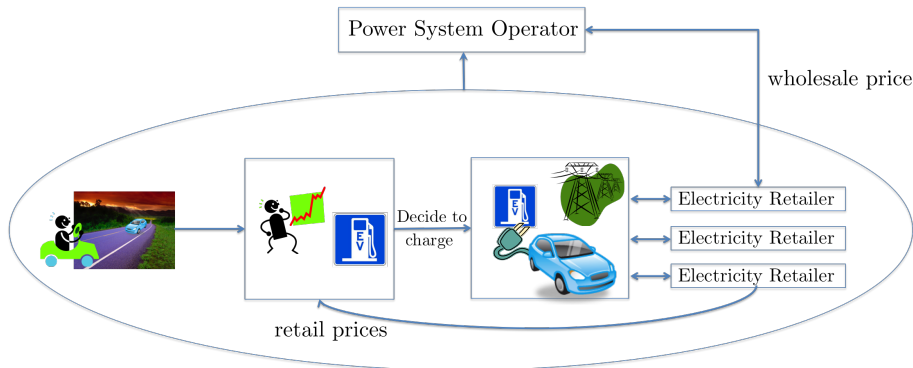 Power System Operator
wholesale price
Decide to
charge
EV
EV
Electricity Retailer
Electricity Retailer
Electricity Retailer
retail prices